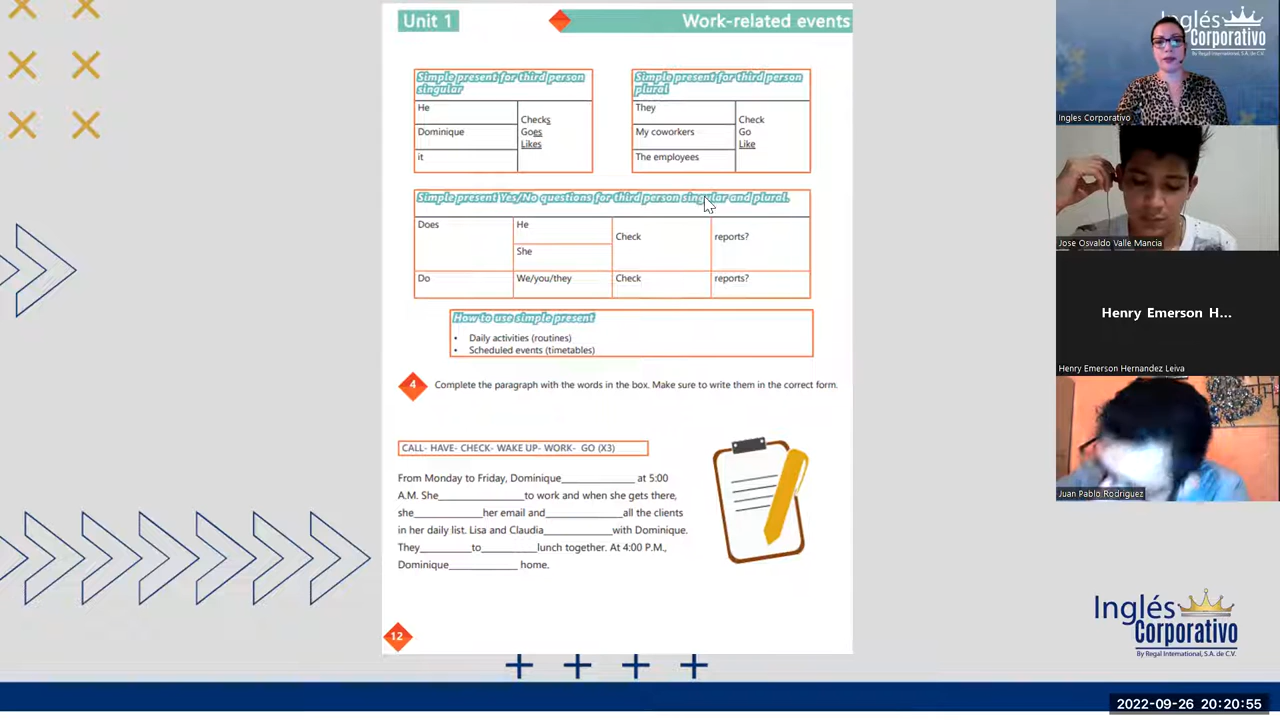 Unit 1
Work-related events
Simple present for third person
singular
He
Dominique
it
Checks
Goes
Likes
Simple present for third person
plural
They
My coworkers
The employees
Check
Go
Like
Simple present Yes/No questions for third person singular and plural.
Does
He
She
Check
reports?
Do
We/you/they
Check
reports?
How to use simple present
• Daily activities (routines)
• Scheduled events (timetables)
4
Complete the paragraph with the words in the box. Make sure to write them in the correct form.
CALL- HAVE- CHECK- WAKE UP- WORK- GO (X3)
From Monday to Friday, Dominique_____________ at 5:00
A.M. She_______________to work and when she gets there,
she____________her email and______________all the clients
in her daily list. Lisa and Claudia____________with Dominique.
They_________to__________lunch together. At 4:00 P.M.,
Dominique____________ home.
12
Inglés
Corporativo
By Regal International, S.A. de C.V.
Ingles Corporativo
Jose Osvaldo Valle Mancia
Henry Emerson H...
Henry Emerson Hernandez Leiva
Juan Pablo Rodriguez
Inglés
Corporativo
By Regal International, S.A. de C.V.
2022-09-26 20:20:55